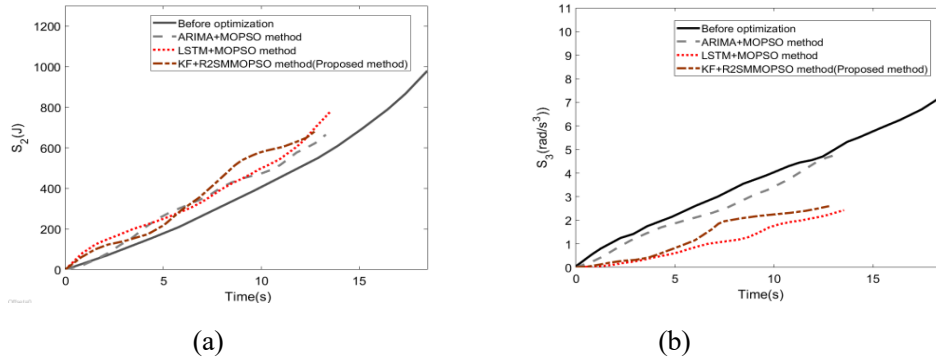 (a)
1300
1200
1000
800
600
400
200
0
S2(J)
0 5 10 15
Time(s)
Before optimization
ARIMA+MOPSO method
LSTM+MOPSO method
KF+R2SMMOPSO method(Proposed method)
(b)
11
10
9
8
7
6
5
4
3
2
1
0
S3(rad/s³))
0 5 10 15
Time(s)
Before optimization
ARIMA+MOPSO method
LSTM+MOPSO method
KF+R2SMMOPSO method(Proposed method)